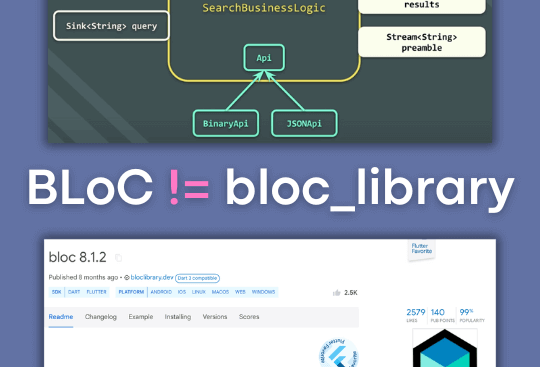 SearchBusinessLogic
results
Sink<String> query
Stream<String>
preamble
Api
BinaryApi
JSONApi
BLoC != bloc_library
bloc 8.1.2
Flutter
Favorite
Published 8 months ago • bloclibrary.dev Dart 3 compatible
SDK DART FLUTTER PLATFORM ANDROID IOS LINUX MACOS WEB WINDOWS
2.5K
Readme Changelog Example Installing Versions Scores
2579 140 99%
LIKES PUB POINTS POPULARITY